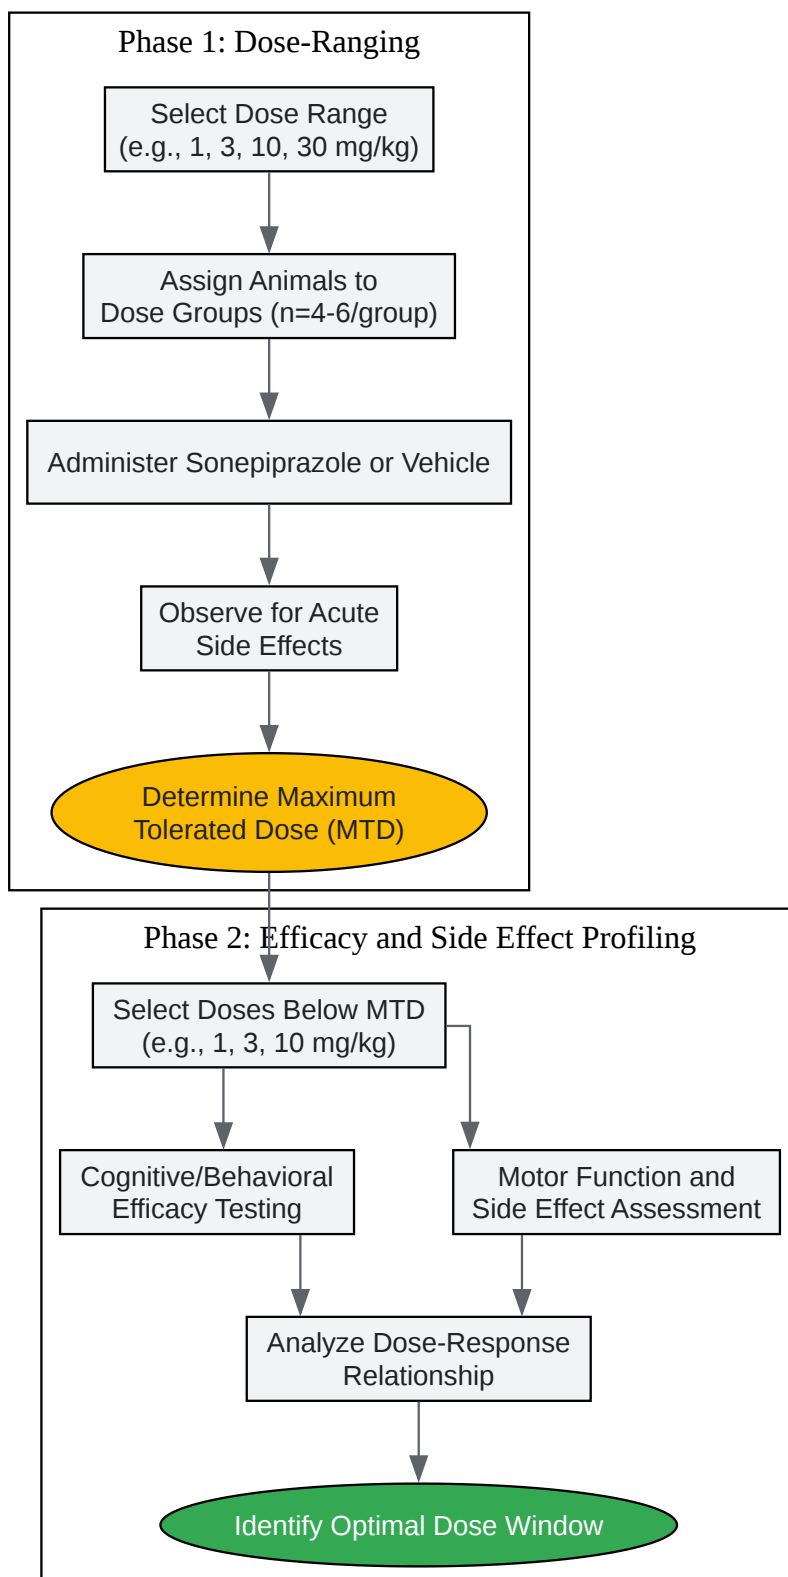 Phase 1: Dose-Ranging
Select Dose Range
(e.g., 1, 3, 10, 30 mg/kg)
Assign Animals to
Dose Groups (n=4-6/group)
Administer Sonepiprazole or Vehicle
Observe for Acute
Side Effects
Determine Maximum
Tolerated Dose (MTD)
Phase 2: Efficacy and Side Effect Profiling
Select Doses Below MTD
(e.g., 1, 3, 10 mg/kg)
Cognitive/Behavioral
Efficacy Testing
Motor Function and
Side Effect Assessment
Analyze Dose-Response
Relationship
Identify Optimal Dose Window